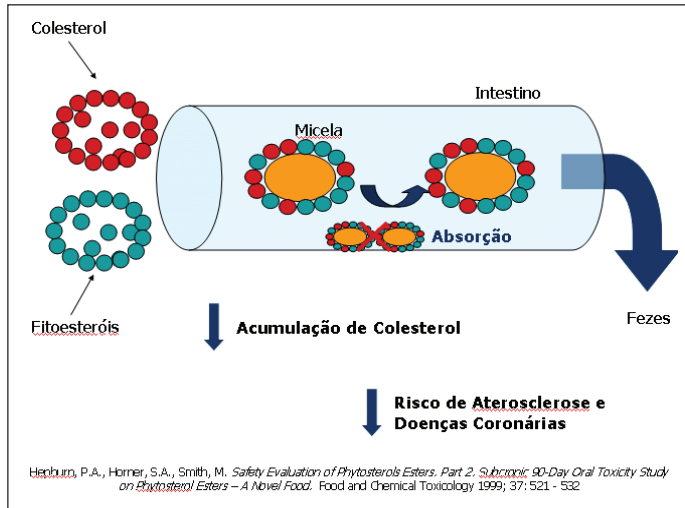 Colesterol
Intestino
Micela
Absorção
Fitoesteróis
Fezes
Acumulação de Colesterol
Risco de Aterosclerose e
Doenças Coronárias
Hepburn, P.A., Horner, S.A., Smith, M. Safety Evaluation of Phytosterols Esters. Part 2. Subcronic 90-Day Oral Toxicity Study
on Phytosterol Esters – A Novel Food. Food and Chemical Toxicology 1999; 37: 521 - 532